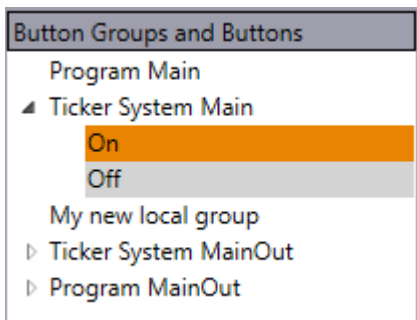 Button Groups and Buttons
Program Main
Ticker System Main
On
Off
My new local group
Ticker System MainOut
Program MainOut